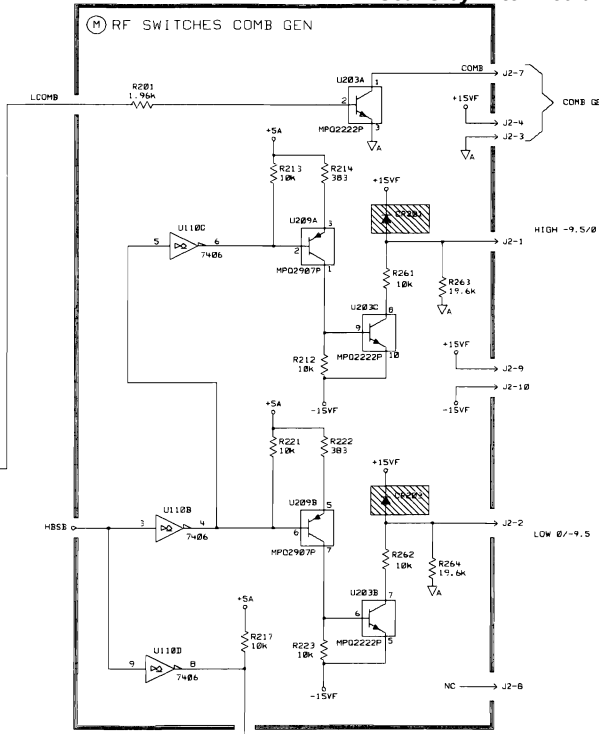 M RF SWITCHES COMB GEN
LCOMB
R201
1.96K
U203A
1
2
3
MPQ2222P
A
COMB
J2-7
+15VF
J2-4
J2-3
A
COMB GE
+5A
R213
10K
R214
383
U209A
3
2
1
MPQ2907P
U110C
5
6
7406
+15VF
J2-1
HIGH -9.5/0
R261
10K
R263
19.6K
A
U203C
8
9
10
MPQ2222P
R212
10K
-15VF
+15VF
J2-9
J2-10
-15VF
+5A
R221
10K
R222
383
U209B
5
6
7
MPQ2907P
HBSB
U110B
3
4
7406
+15VF
J2-2
LOW 0/-9.5
R262
10K
R264
19.6K
A
U203B
7
6
5
MPQ2222P
R223
10K
-15VF
+5A
R217
10K
U110D
9
8
7406
NC
J2-8